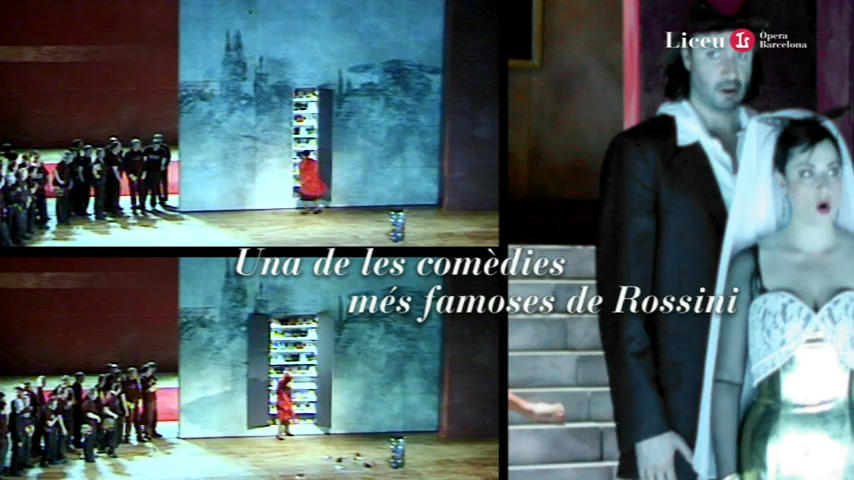 Liceu
Òpera
Barcelona
Una de les comèdies
més famoses de Rossini